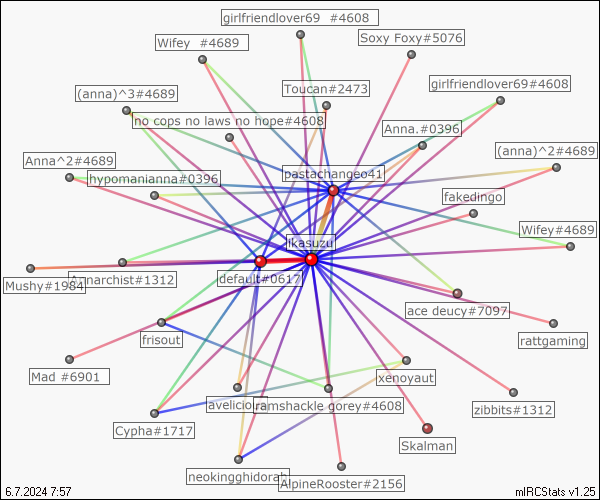 girlfriendlover69 #4608
Soxy Foxy#5076
Wifey #4689
Toucan#2473
girlfriendlover69#4608
(anna)^3#4689
no cops no laws no hope#4608
Anna.#0396
(anna)^2#4689
Anna^2#4689
pastachangeo41
hypomanianna#0396
fakedingo
Wifey#4689
ikasuzu
default#0617
Mushy#1984
Annarchist#1312
ace deucy#7097
frisout
rattgaming
Mad #6901
xenoyaut
avelicior
ramshackle gorey#4608
zibbits#1312
Cypha#1717
Skalman
neokingghidorah
AlpineRooster#2156
6.7.2024 7:57
mIRCStats v1.25